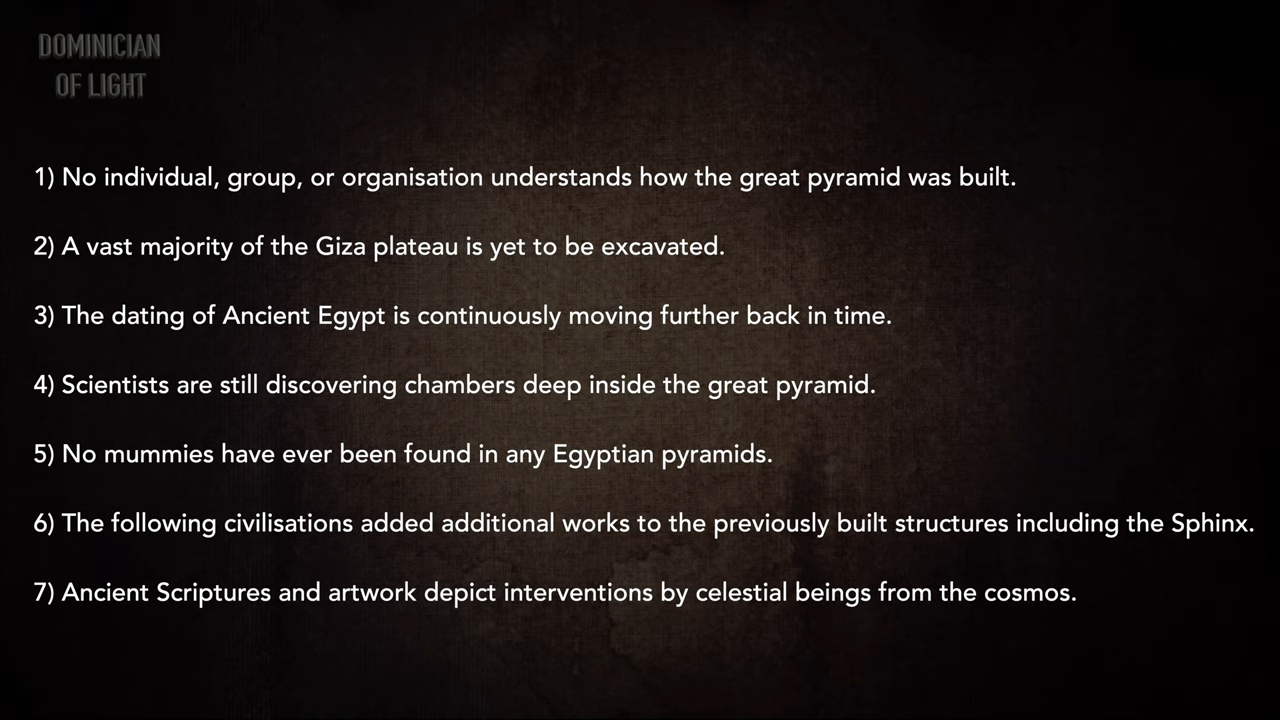 DOMINICIAN
OF LIGHT
1) No individual, group, or organisation understands how the great pyramid was built.
2) A vast majority of the Giza plateau is yet to be excavated.
3) The dating of Ancient Egypt is continuously moving further back in time.
4) Scientists are still discovering chambers deep inside the great pyramid.
5) No mummies have ever been found in any Egyptian pyramids.
6) The following civilisations added additional works to the previously built structures including the Sphinx.
7) Ancient Scriptures and artwork depict interventions by celestial beings from the cosmos.